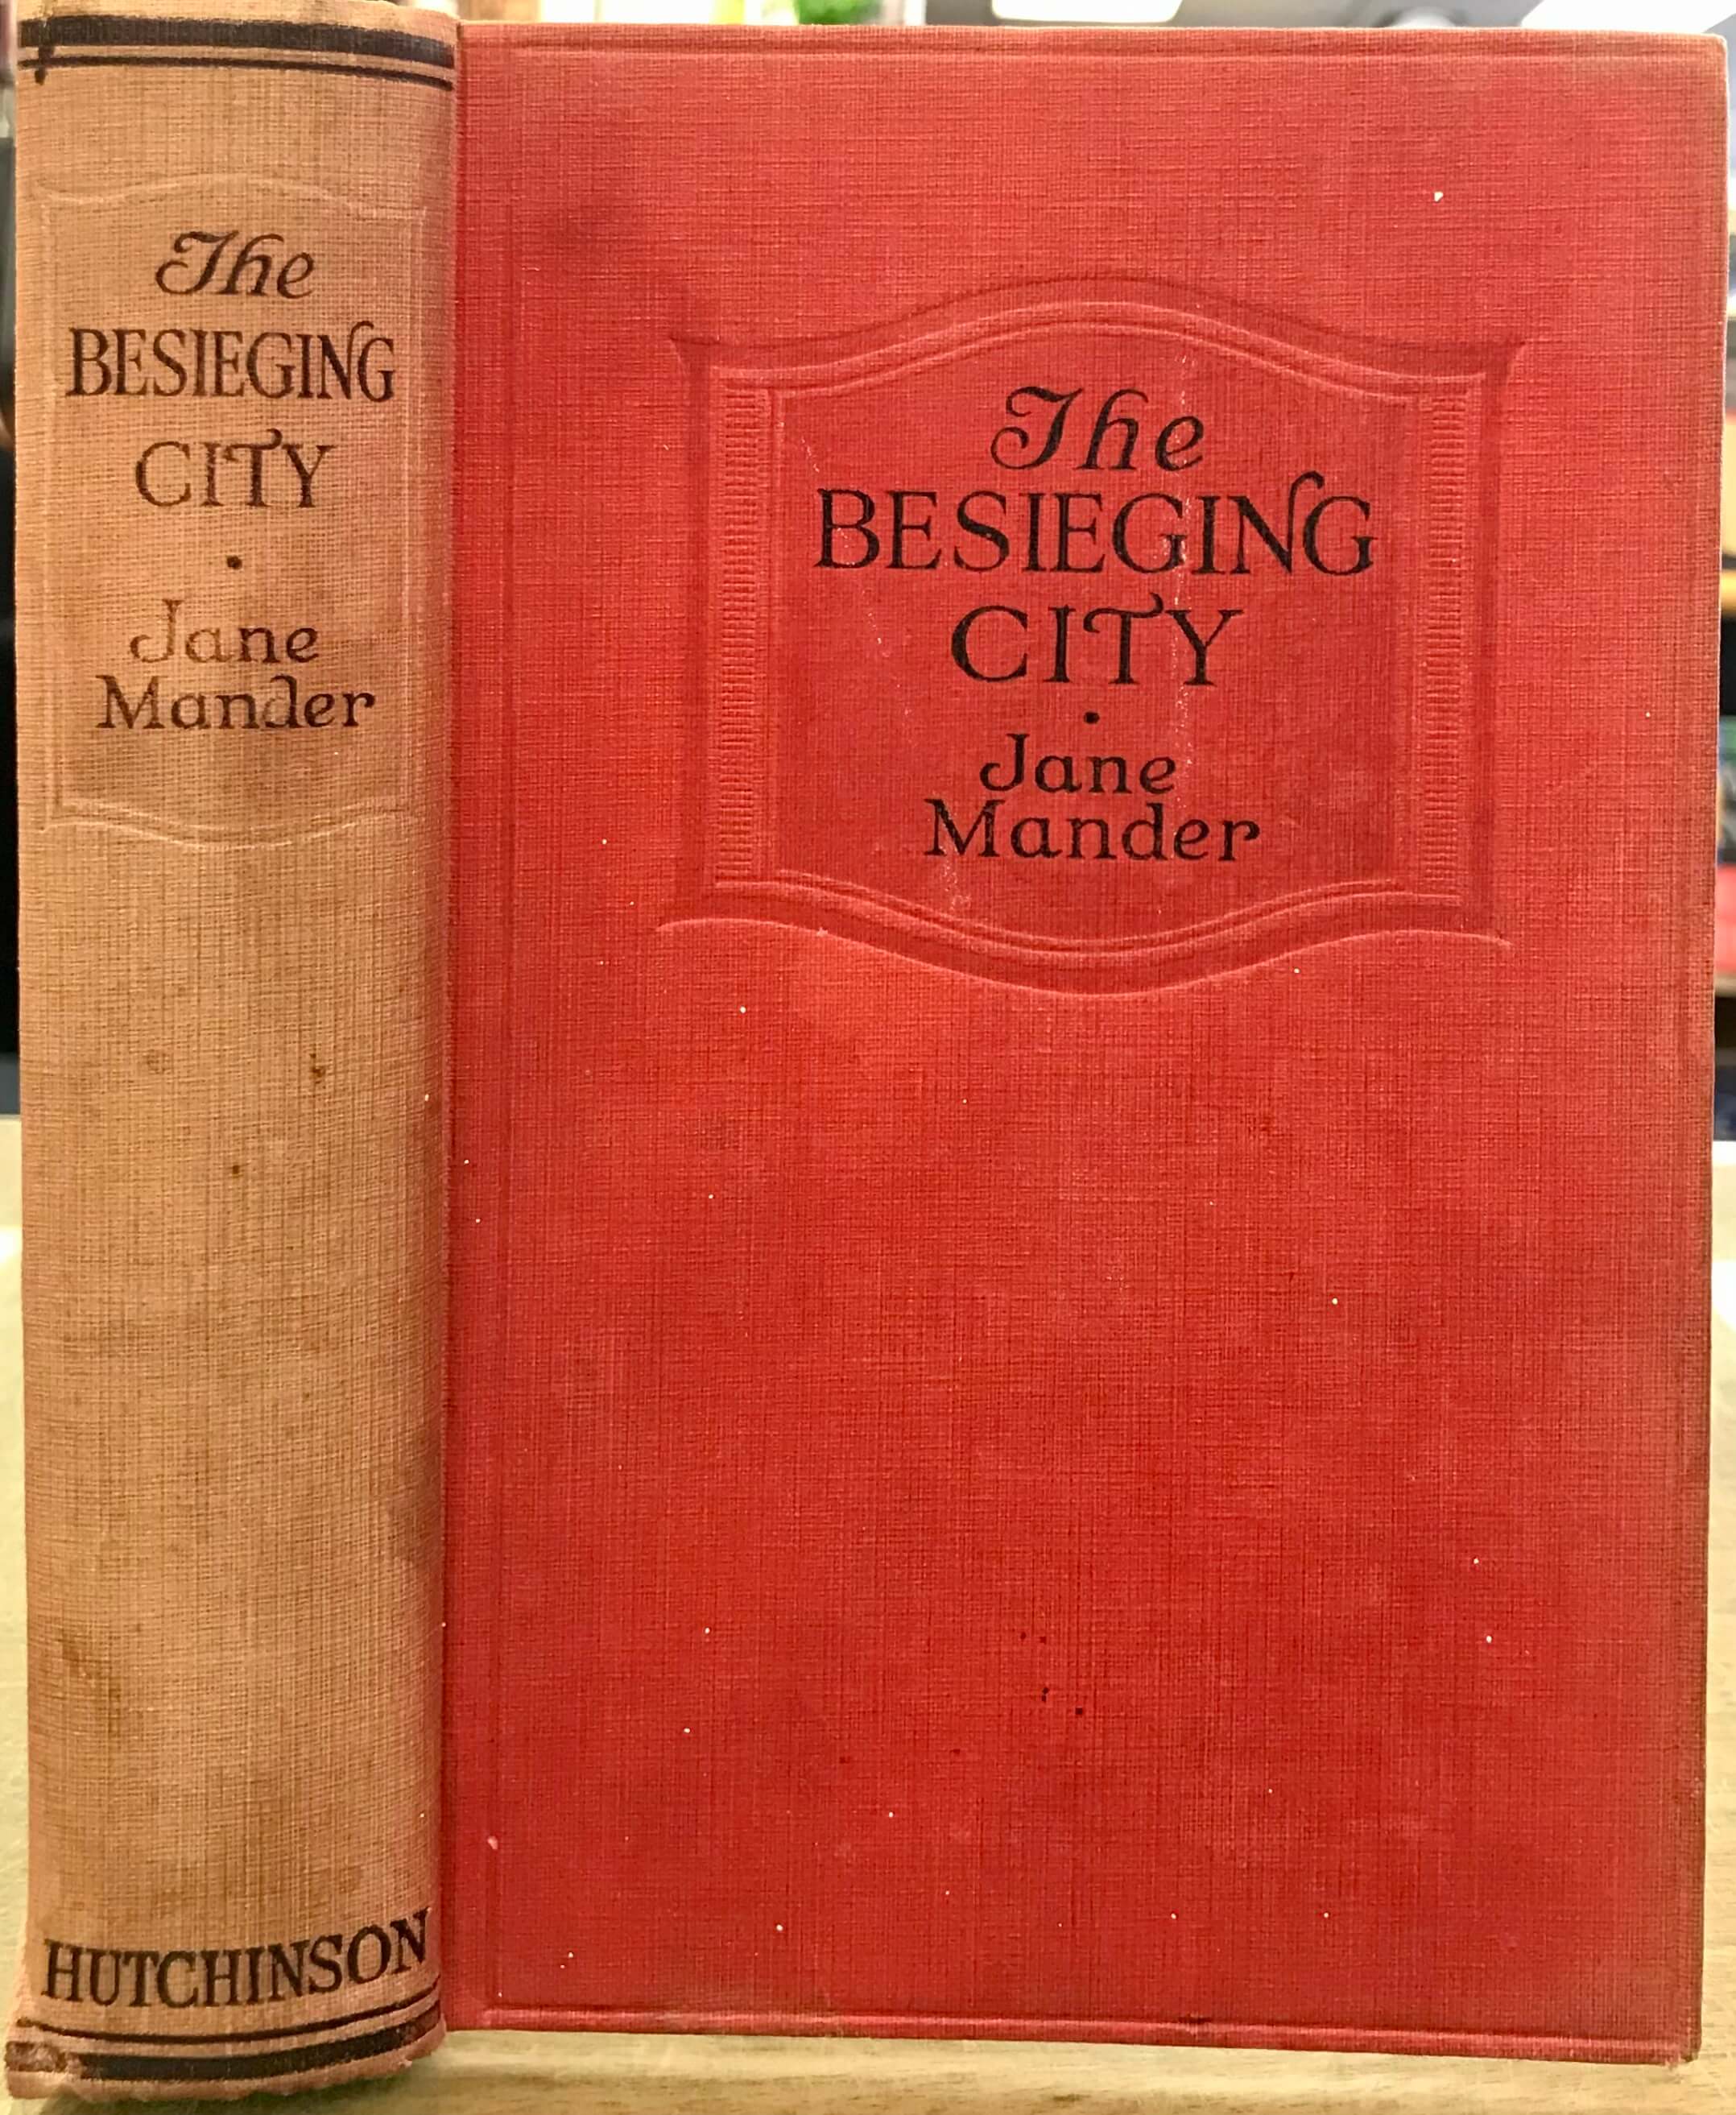 The
BESIEGING
CITY
·
Jane
Mander
HUTCHINSON
The
BESIEGING
CITY
·
Jane
Mander